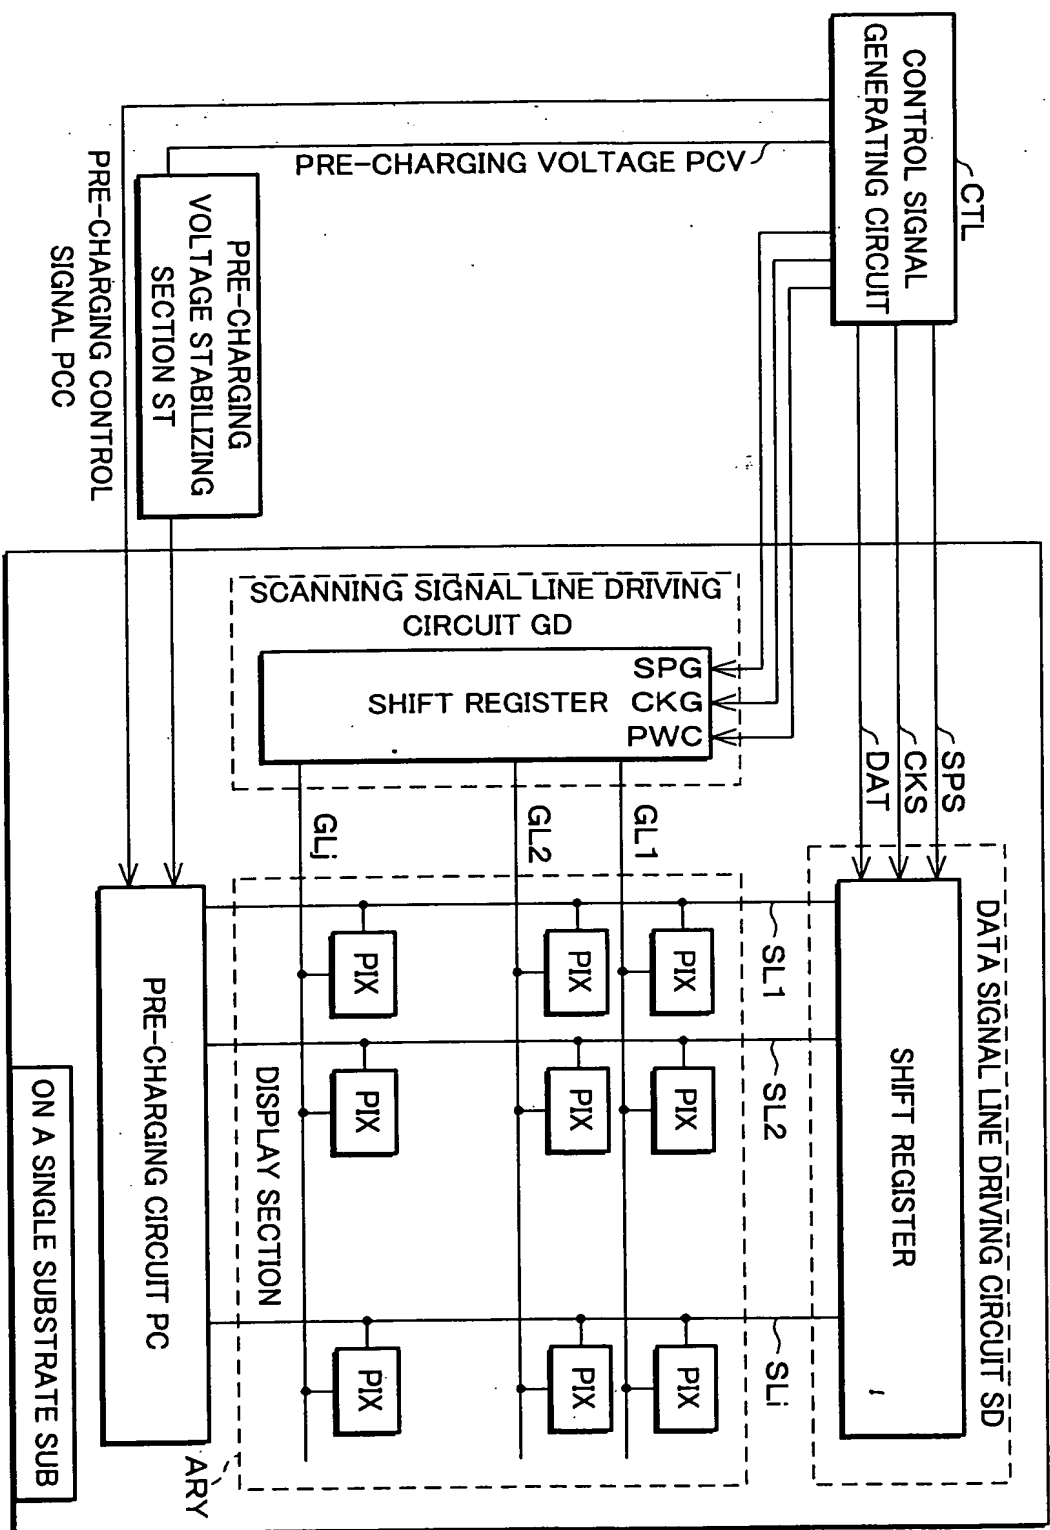 CONTROL SIGNAL
GENERATING CIRCUIT
CTL
PRE-CHARGING VOLTAGE PCV
PRE-CHARGING
VOLTAGE STABILIZING
SECTION ST
PRE-CHARGING CONTROL
SIGNAL PCC
SPS
CKS
DAT
SCANNING SIGNAL LINE DRIVING
CIRCUIT GD
SHIFT REGISTER
SPG
CKG
PWC
GL1
GL2
GLj
DATA SIGNAL LINE DRIVING CIRCUIT SD
SHIFT REGISTER
SL1
SL2
SLi
PIX
PIX
PIX
PIX
PIX
PIX
PIX
PIX
PIX
DISPLAY SECTION
ARY
PRE-CHARGING CIRCUIT PC
ON A SINGLE SUBSTRATE SUB